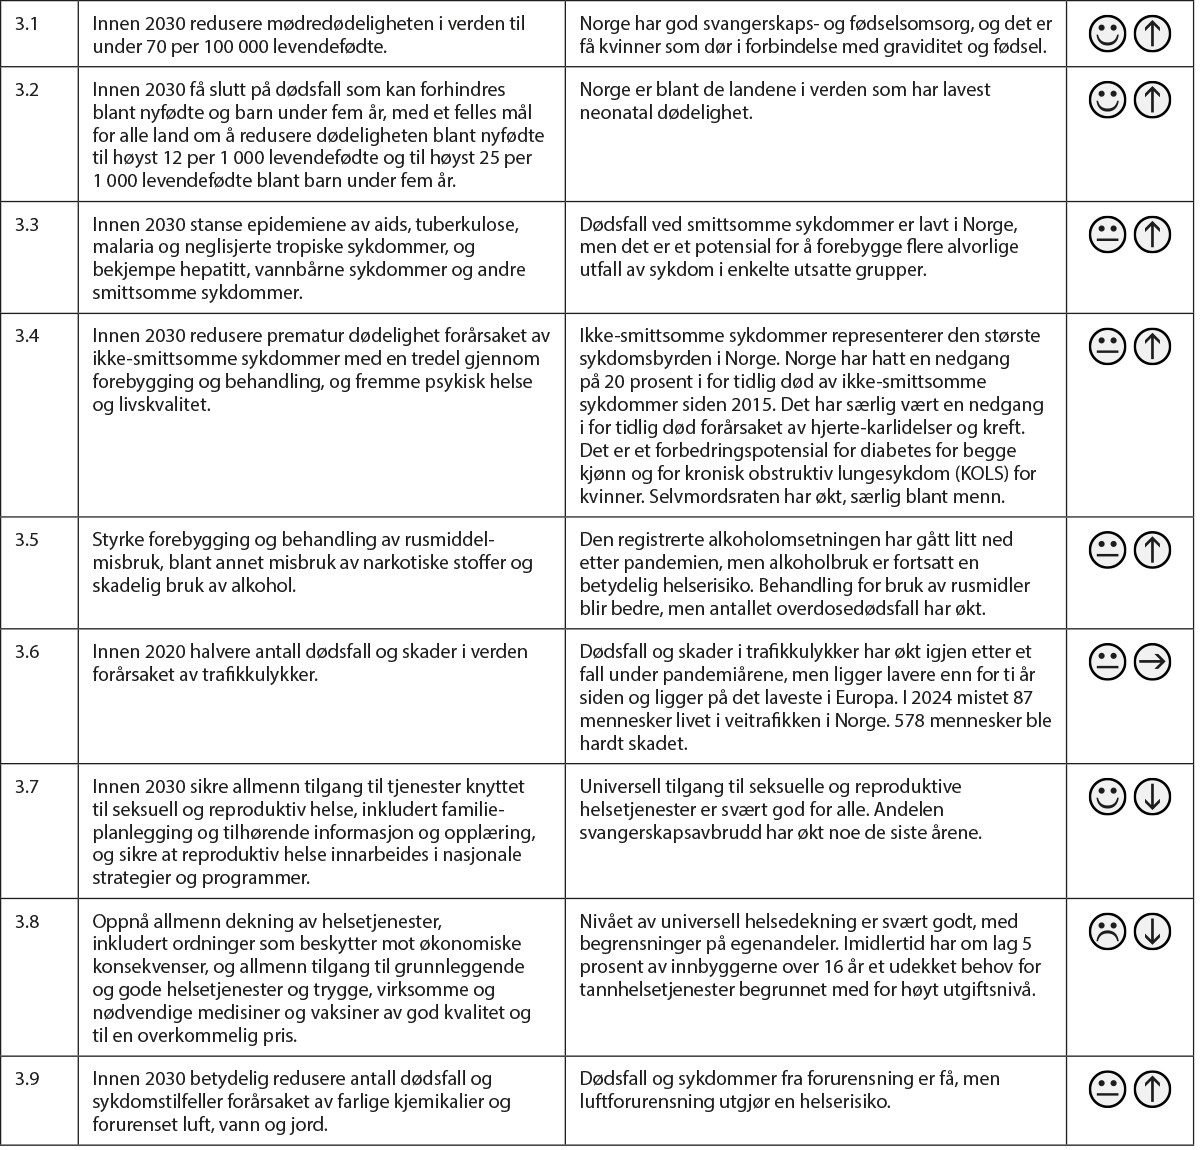 3.1
Innen 2030 redusere mødredødeligheten i verden til
under 70 per 100 000 levendefødte.
Norge har god svangerskaps- og fødselsomsorg, og det er
få kvinner som dør i forbindelse med graviditet og fødsel.
3.2
Innen 2030 få slutt på dødsfall som kan forhindres
blant nyfødte og barn under fem år, med et felles mål
for alle land om å redusere dødeligheten blant nyfødte
til høyst 12 per 1 000 levendefødte og til høyst 25 per
1 000 levendefødte blant barn under fem år.
Norge er blant de landene i verden som har lavest
neonatal dødelighet.
3.3
Innen 2030 stanse epidemiene av aids, tuberkulose,
malaria og neglisjerte tropiske sykdommer, og
bekjempe hepatitt, vannbårne sykdommer og andre
smittsomme sykdommer.
Dødsfall ved smittsomme sykdommer er lavt i Norge,
men det er et potensial for å forebygge flere alvorlige
utfall av sykdom i enkelte utsatte grupper.
3.4
Innen 2030 redusere prematur dødelighet forårsaket av
ikke-smittsomme sykdommer med en tredel gjennom
forebygging og behandling, og fremme psykisk helse
og livskvalitet.
Ikke-smittsomme sykdommer representerer den største
sykdomsbyrden i Norge. Norge har hatt en nedgang
på 20 prosent i for tidlig død av ikke-smittsomme
sykdommer siden 2015. Det har særlig vært en nedgang
i for tidlig død forårsaket av hjerte-karlidelser og kreft.
Det er et forbedringspotensial for diabetes for begge
kjønn og for kronisk obstruktiv lungesykdom (KOLS) for
kvinner. Selvmordsraten har økt, særlig blant menn.
3.5
Styrke forebygging og behandling av rusmiddel-
misbruk, blant annet misbruk av narkotiske stoffer og
skadelig bruk av alkohol.
Den registrerte alkoholomsetningen har gått litt ned
etter pandemien, men alkoholbruk er fortsatt en
betydelig helserisiko. Behandling for bruk av rusmidler
blir bedre, men antallet overdosedødsfall har økt.
3.6
Innen 2020 halvere antall dødsfall og skader i verden
forårsaket av trafikkulykker.
Dødsfall og skader i trafikkulykker har økt igjen etter et
fall under pandemiårene, men ligger lavere enn for ti år
siden og ligger på det laveste i Europa. I 2024 mistet 87
mennesker livet i veitrafikken i Norge. 578 mennesker ble
hardt skadet.
3.7
Innen 2030 sikre allmenn tilgang til tjenester knyttet
til seksuell og reproduktiv helse, inkludert familie-
planlegging og tilhørende informasjon og opplæring,
og sikre at reproduktiv helse innarbeides i nasjonale
strategier og programmer.
Universell tilgang til seksuelle og reproduktive
helsetjenester er svært god for alle. Andelen
svangerskapsavbrudd har økt noe de siste årene.
3.8
Oppnå allmenn dekning av helsetjenester,
inkludert ordninger som beskytter mot økonomiske
konsekvenser, og allmenn tilgang til grunnleggende
og gode helsetjenester og trygge, virksomme og
nødvendige medisiner og vaksiner av god kvalitet og
til en overkommelig pris.
Nivået av universell helsedekning er svært godt, med
begrensninger på egenandeler. Imidlertid har om lag 5
prosent av innbyggerne over 16 år et udekket behov for
tannhelsetjenester begrunnet med for høyt utgiftsnivå.
3.9
Innen 2030 betydelig redusere antall dødsfall og
sykdomstilfeller forårsaket av farlige kjemikalier og
forurenset luft, vann og jord.
Dødsfall og sykdommer fra forurensning er få, men
luftforurensning utgjør en helserisiko.